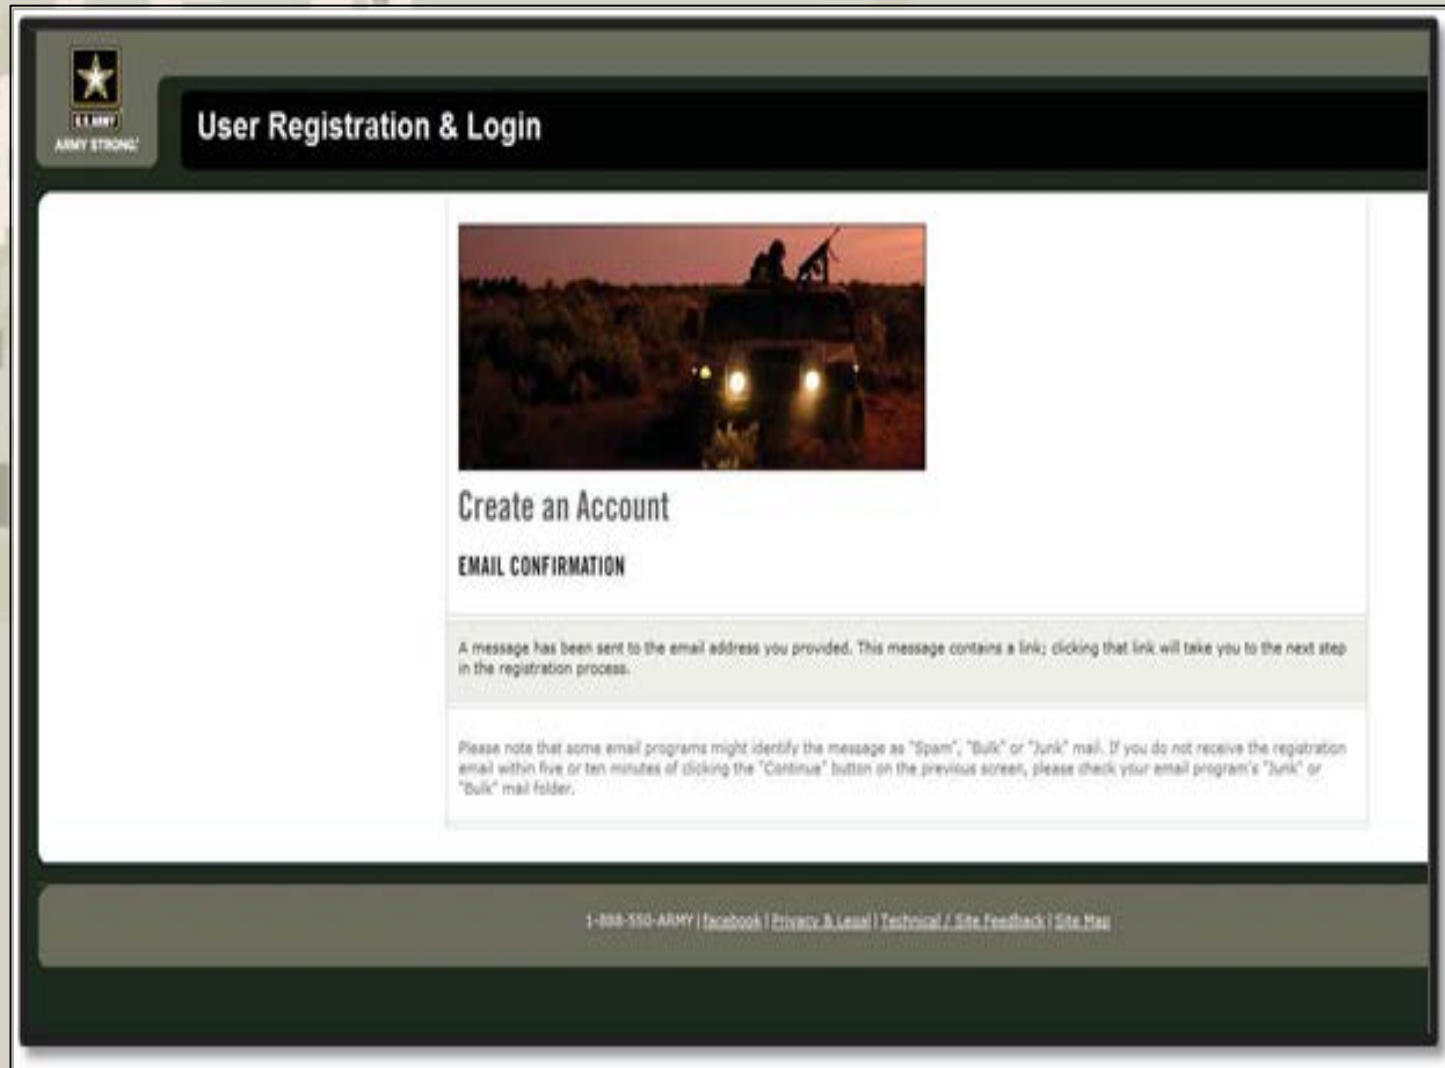 U.S. ARMY
ARMY STRONG.
User Registration & Login
Create an Account
EMAIL CONFIRMATION
A message has been sent to the email address you provided. This message contains a link; clicking that link will take you to the next step
in the registration process.
Please note that some email programs might identify the message as "Spam", "Bulk" or "Junk" mail. If you do not receive the registration
email within five or ten minutes of clicking the "Continue" button on the previous screen, please check your email program's "Junk" or
"Bulk" mail folder.
1-888-550-ARMY | facebook | Privacy & Legal | Technical / Site Feedback | Site Map